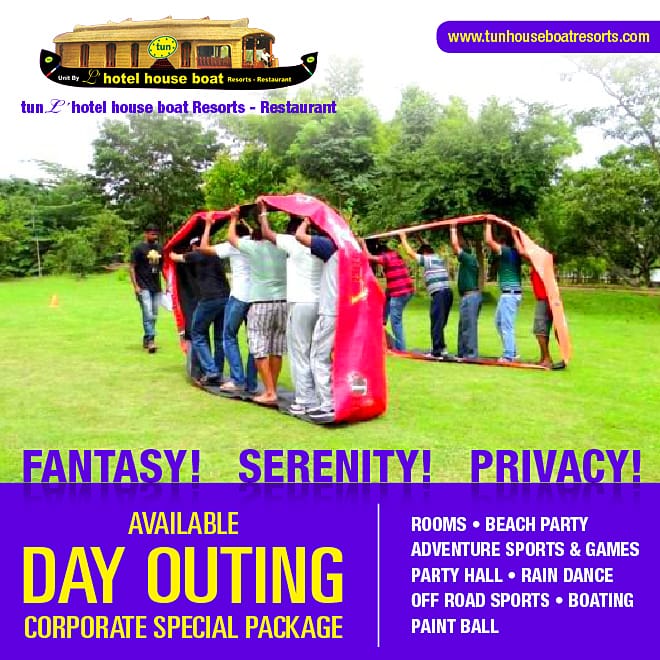 www.tunhouseboatresorts.com
tun
Unit By L'hotel house boat Resorts - Restaurant
tun L'hotel house boat Resorts - Restaurant
FANTASY! SERENITY! PRIVACY!
AVAILABLE
DAY OUTING
CORPORATE SPECIAL PACKAGE
ROOMS • BEACH PARTY
ADVENTURE SPORTS & GAMES
PARTY HALL • RAIN DANCE
OFF ROAD SPORTS • BOATING
PAINT BALL